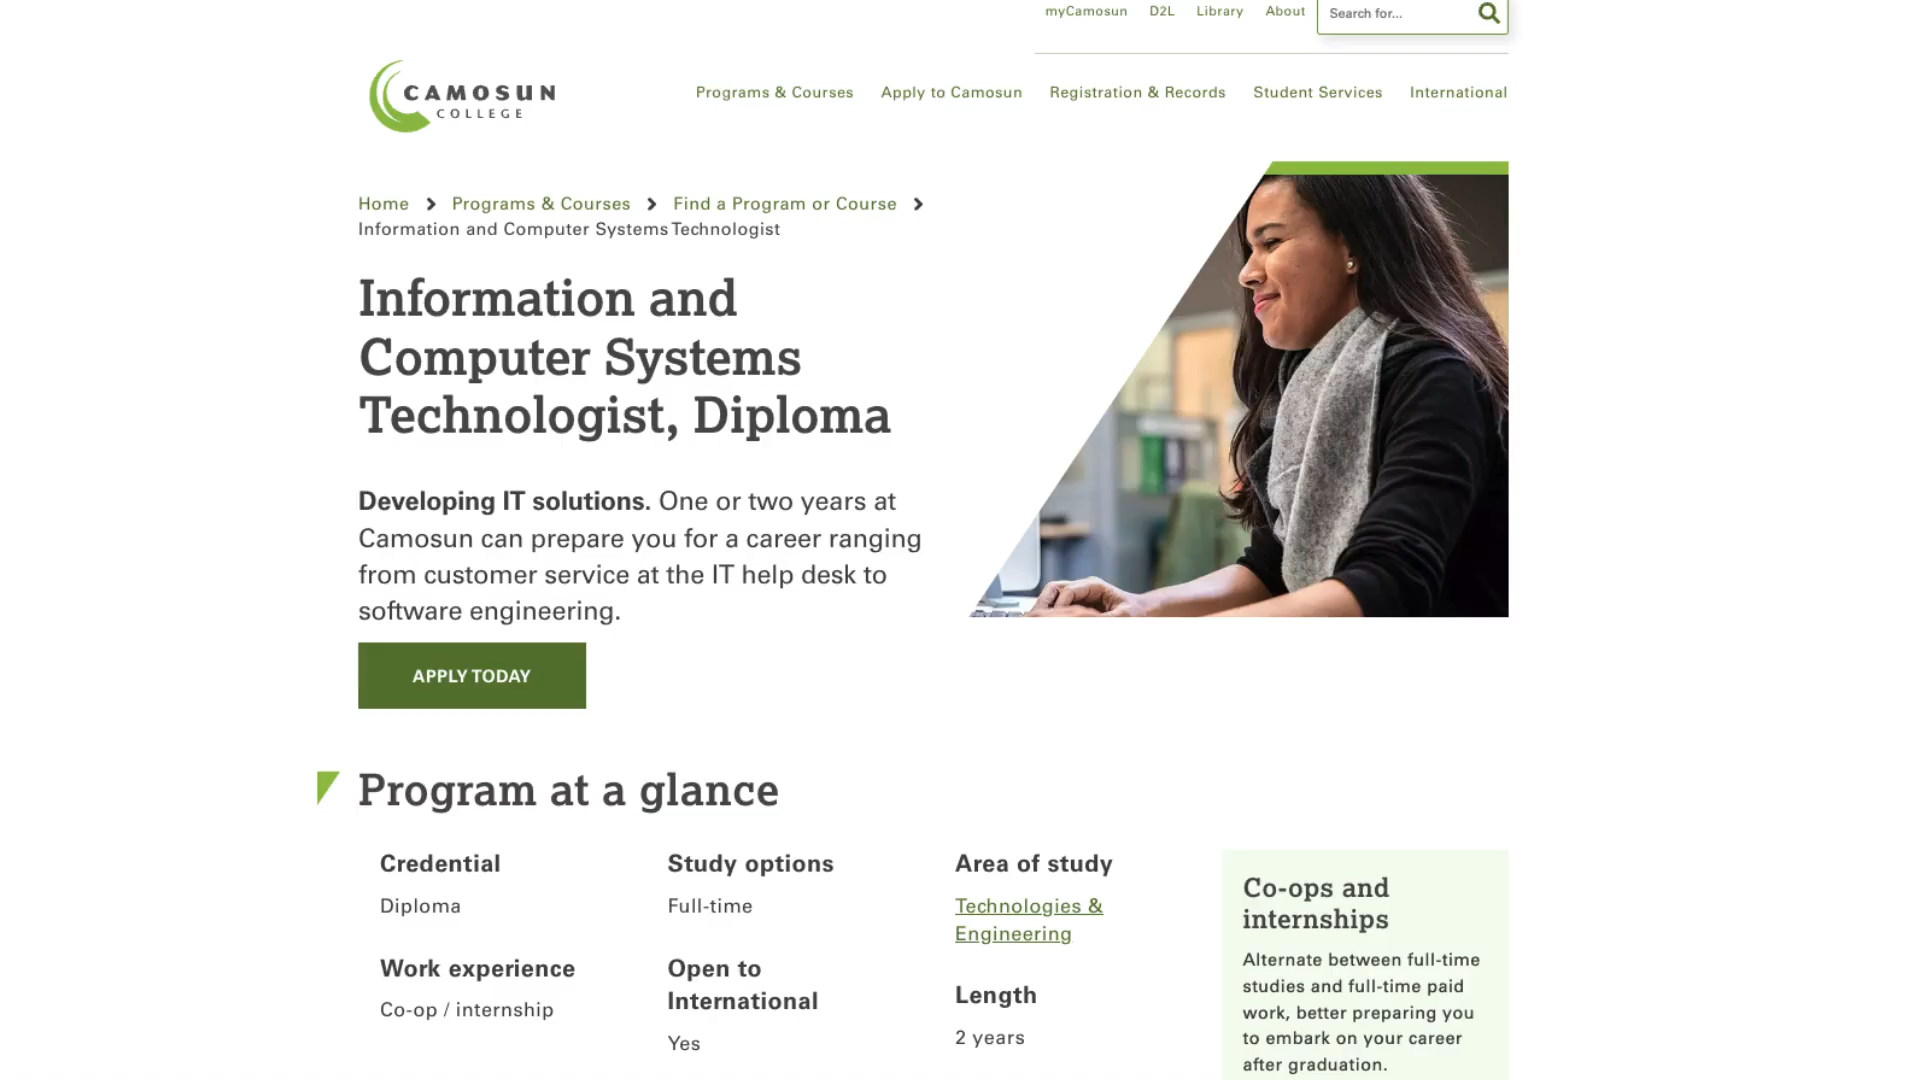 myCamosun D2L Library About Search for...
CAMOSUN
COLLEGE
Programs & Courses Apply to Camosun Registration & Records Student Services International
Home Programs & Courses Find a Program or Course
Information and Computer Systems Technologist
Information and
Computer Systems
Technologist, Diploma
Developing IT solutions. One or two years at
Camosun can prepare you for a career ranging
from customer service at the IT help desk to
software engineering.
APPLY TODAY
Program at a glance
Credential
Diploma
Work experience
Co-op / internship
Study options
Full-time
Open to
International
Yes
Area of study
Technologies &
Engineering
Length
2 years
Co-ops and
internships
Alternate between full-time
studies and full-time paid
work, better preparing you
to embark on your career
after graduation.